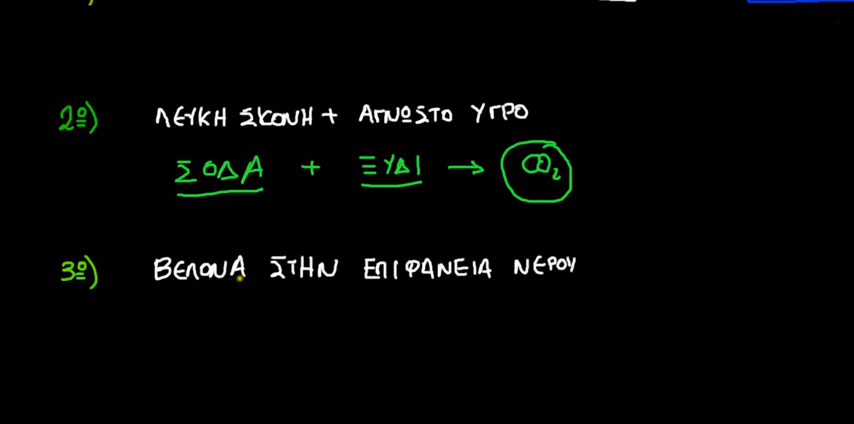 2º) ΛΕΥΚΗ ΣΚΟΝΗ + ΑΓΝΩΣΤΟ ΥΓΡΟ
ΣΟΔΑ + ΞΥΔΙ → CO₂
3º) ΒΕΛΟΝΑ ΣΤΗΝ ΕΠΙΦΑΝΕΙΑ ΝΕΡΟΥ